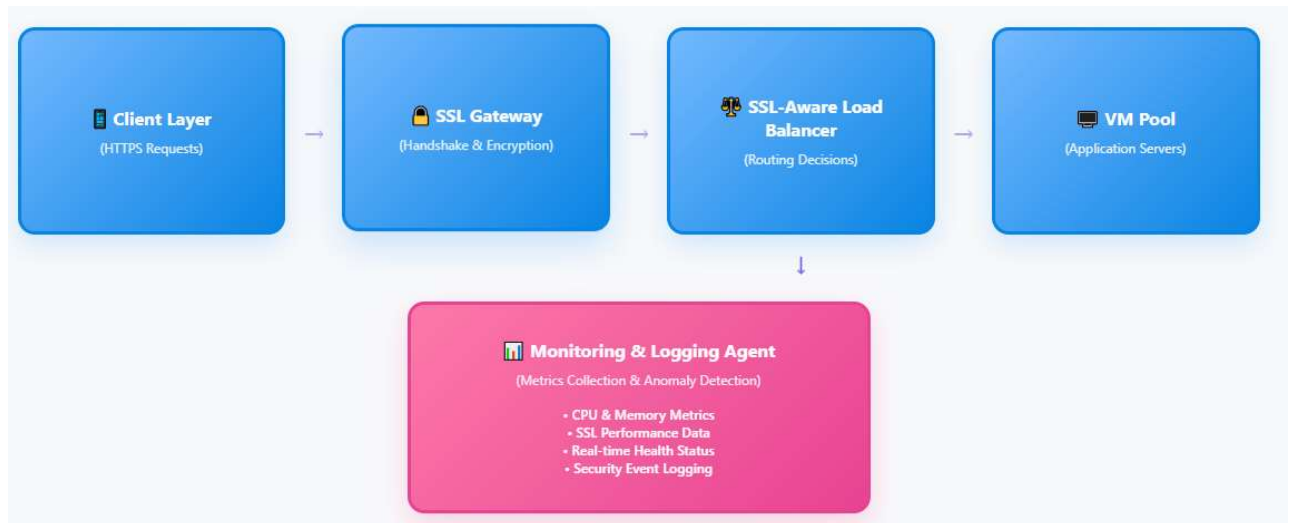 Client Layer
(HTTPS Requests)
SSL Gateway
(Handshake & Encryption)
SSL-Aware Load
Balancer
(Routing Decisions)
VM Pool
(Application Servers)
Monitoring & Logging Agent
(Metrics Collection & Anomaly Detection)
• CPU & Memory Metrics
• SSL Performance Data
• Real-time Health Status
• Security Event Logging